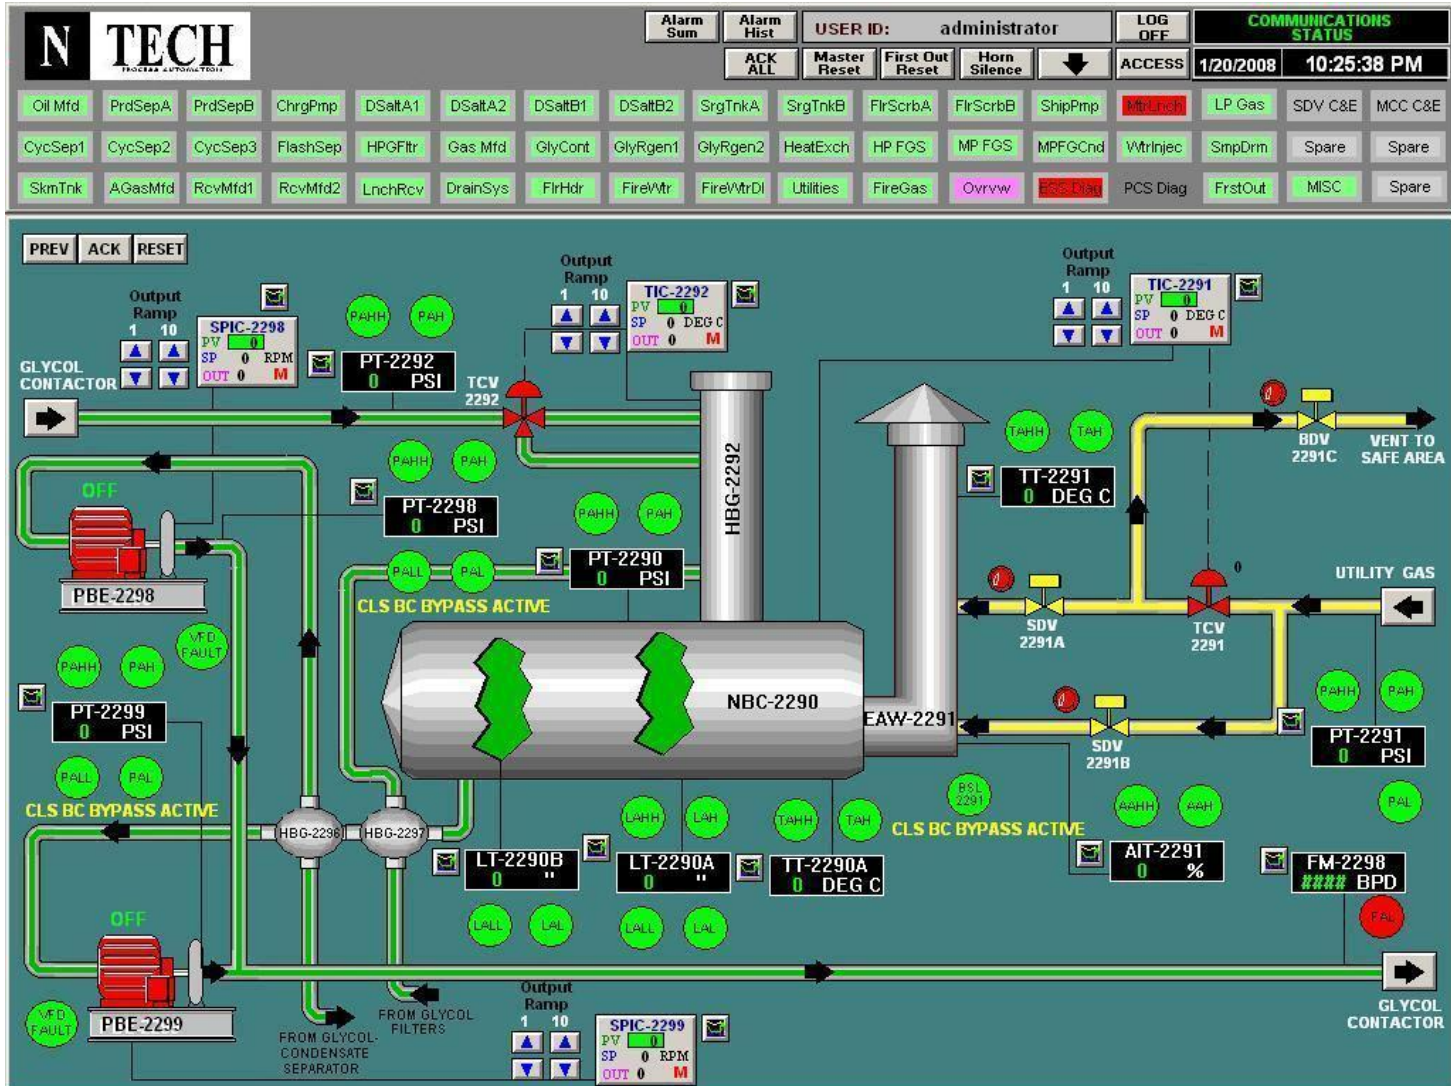 N TECH
PROCESS AUTOMATION
Alarm Sum
Alarm Hist
USER ID: administrator
LOG OFF
COMMUNICATIONS STATUS
ACK ALL
Master Reset
First Out Reset
Horn Silence
ACCESS
1/20/2008
10:25:38 PM
Oil Mfd PrdSepA PrdSepB ChrgPmp DSaltA1 DSaltA2 DSaltB1 DSaltB2 SrgTnkA SrgTnkB FlrScrbA FlrScrbB ShipPmp MtrLnch LP Gas SDV C&E MCC C&E
CycSep1 CycSep2 CycSep3 FlashSep HPGFltr Gas Mfd GlyCont GlyRgen1 GlyRgen2 HeatExch HP FGS MP FGS MPFGCnd WtrInjec SmpDrm Spare Spare
SkmTnk AGasMfd RcvMfd1 RcvMfd2 LnchRcv DrainSys FlrHdr FireWtr FireWtrDl Utilities FireGas Ovrvw ESS Diag PCS Diag FrstOut MISC Spare
PREV ACK RESET
Output
Ramp
1 10
SPIC-2298
PV 0
SP 0 RPM
OUT 0 M
PAHH PAH
PT-2292
0 PSI
Output
Ramp
1 10
TIC-2292
PV 0
SP 0 DEG C
OUT 0 M
Output
Ramp
1 10
TIC-2291
PV 0
SP 0 DEG C
OUT 0 M
GLYCOL
CONTACTOR
TCV
2292
HBG-2292
TAHH TAH
TT-2291
0 DEG C
BDV
2291C
VENT TO
SAFE AREA
PAHH PAH
PT-2298
0 PSI
PALL PAL
CLS BC BYPASS ACTIVE
PAHH PAH
PT-2290
0 PSI
OFF
PBE-2298
VFD
FAULT
0
UTILITY GAS
SDV
2291A
TCV
2291
PAHH PAH
PT-2299
0 PSI
PALL PAL
CLS BC BYPASS ACTIVE
NBC-2290
EAW-2291
SDV
2291B
PAHH PAH
PT-2291
0 PSI
PAL
HBG-2296
HBG-2297
BSL
2291
CLS BC BYPASS ACTIVE
LT-2290B
0 "
LALL LAL
LAHH LAH
LT-2290A
0 "
LALL LAL
TAHH TAH
TT-2290A
0 DEG C
AAHH AAH
AIT-2291
0 %
FM-2298
#### BPD
FAL
OFF
PBE-2299
VFD
FAULT
FROM GLYCOL-
CONDENSATE
SEPARATOR
FROM GLYCOL
FILTERS
Output
Ramp
1 10
SPIC-2299
PV 0
SP 0 RPM
OUT 0 M
GLYCOL
CONTACTOR